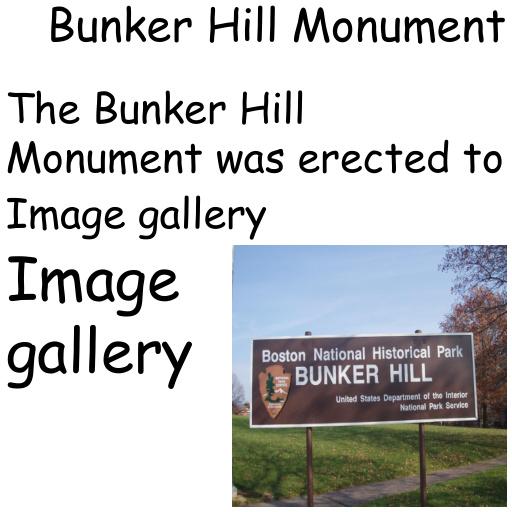 Bunker Hill Monument
The Bunker Hill
Monument was erected to
Image gallery
Image
gallery
Boston National Historical Park
BUNKER HILL
United States Department of the Interior
National Park Service